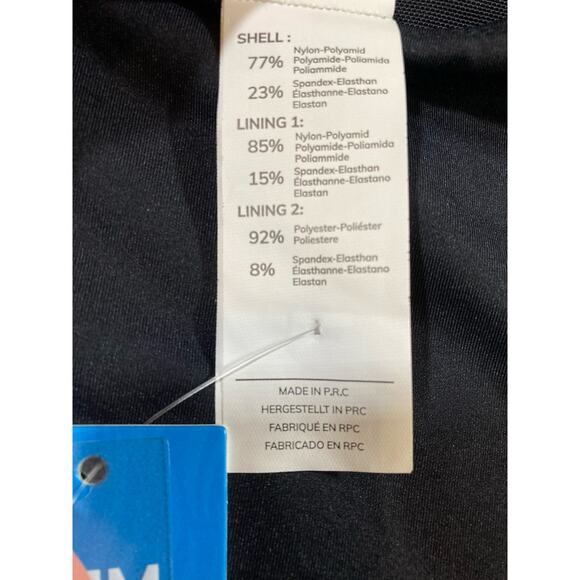 SHELL :
77% Nylon-Polyamid
Polyamide-Poliamida
Poliammide
23% Spandex-Elasthan
Élasthanne-Elastano
Elastan
LINING 1:
85% Nylon-Polyamid
Polyamide-Poliamida
Poliammide
15% Spandex-Elasthan
Élasthanne-Elastano
Elastan
LINING 2:
92% Polyester-Poliéster
Poliestere
8% Spandex-Elasthan
Élasthanne-Elastano
Elastan
MADE IN P.R.C
HERGESTELLT IN PRC
FABRIQUÉ EN RPC
FABRICADO EN RPC